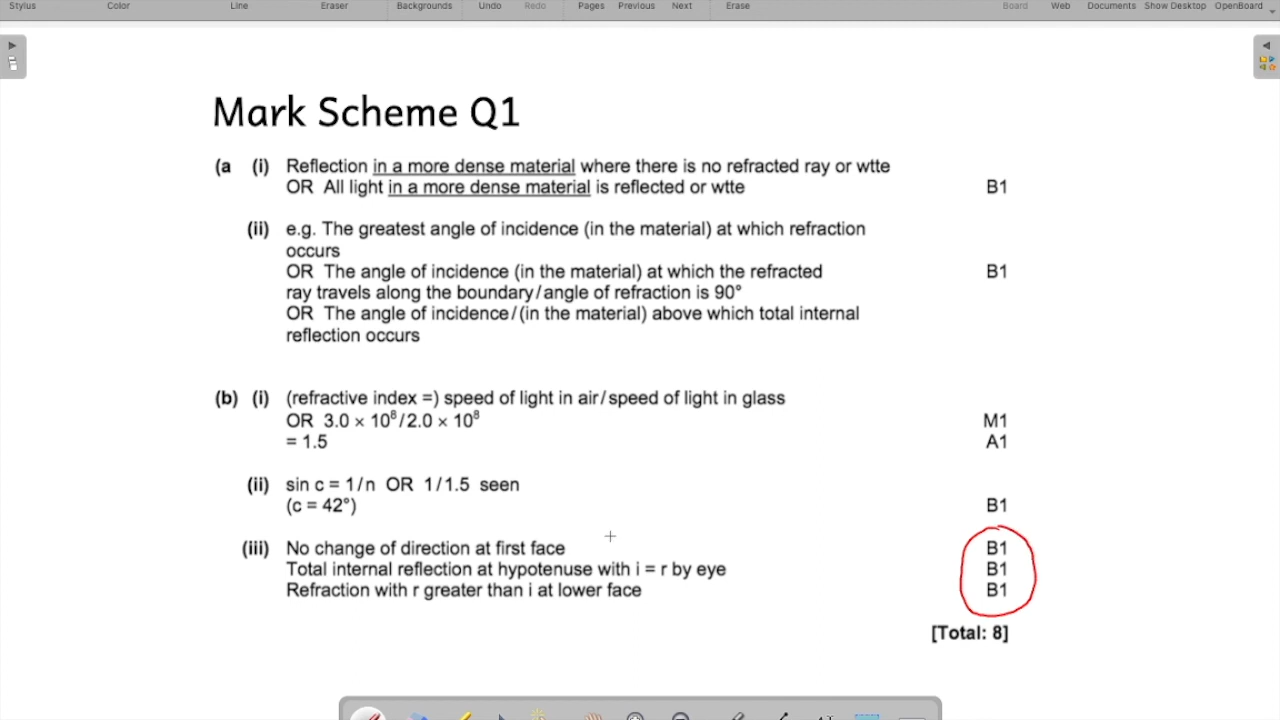 Stylus Color Line Eraser Backgrounds Undo Redo Pages Previous Next Erase Board Web Documents Show Desktop OpenBoard
Mark Scheme Q1
(a (i) Reflection in a more dense material where there is no refracted ray or wtte
OR All light in a more dense material is reflected or wtte B1
(ii) e.g. The greatest angle of incidence (in the material) at which refraction
occurs
OR The angle of incidence (in the material) at which the refracted B1
ray travels along the boundary/angle of refraction is 90°
OR The angle of incidence/(in the material) above which total internal
reflection occurs
(b) (i) (refractive index =) speed of light in air/speed of light in glass
OR 3.0 × 10⁸/2.0 × 10⁸ M1
= 1.5 A1
(ii) sin c = 1/n OR 1/1.5 seen
(c = 42°) B1
(iii) No change of direction at first face B1
Total internal reflection at hypotenuse with i = r by eye B1
Refraction with r greater than i at lower face B1
[Total: 8]